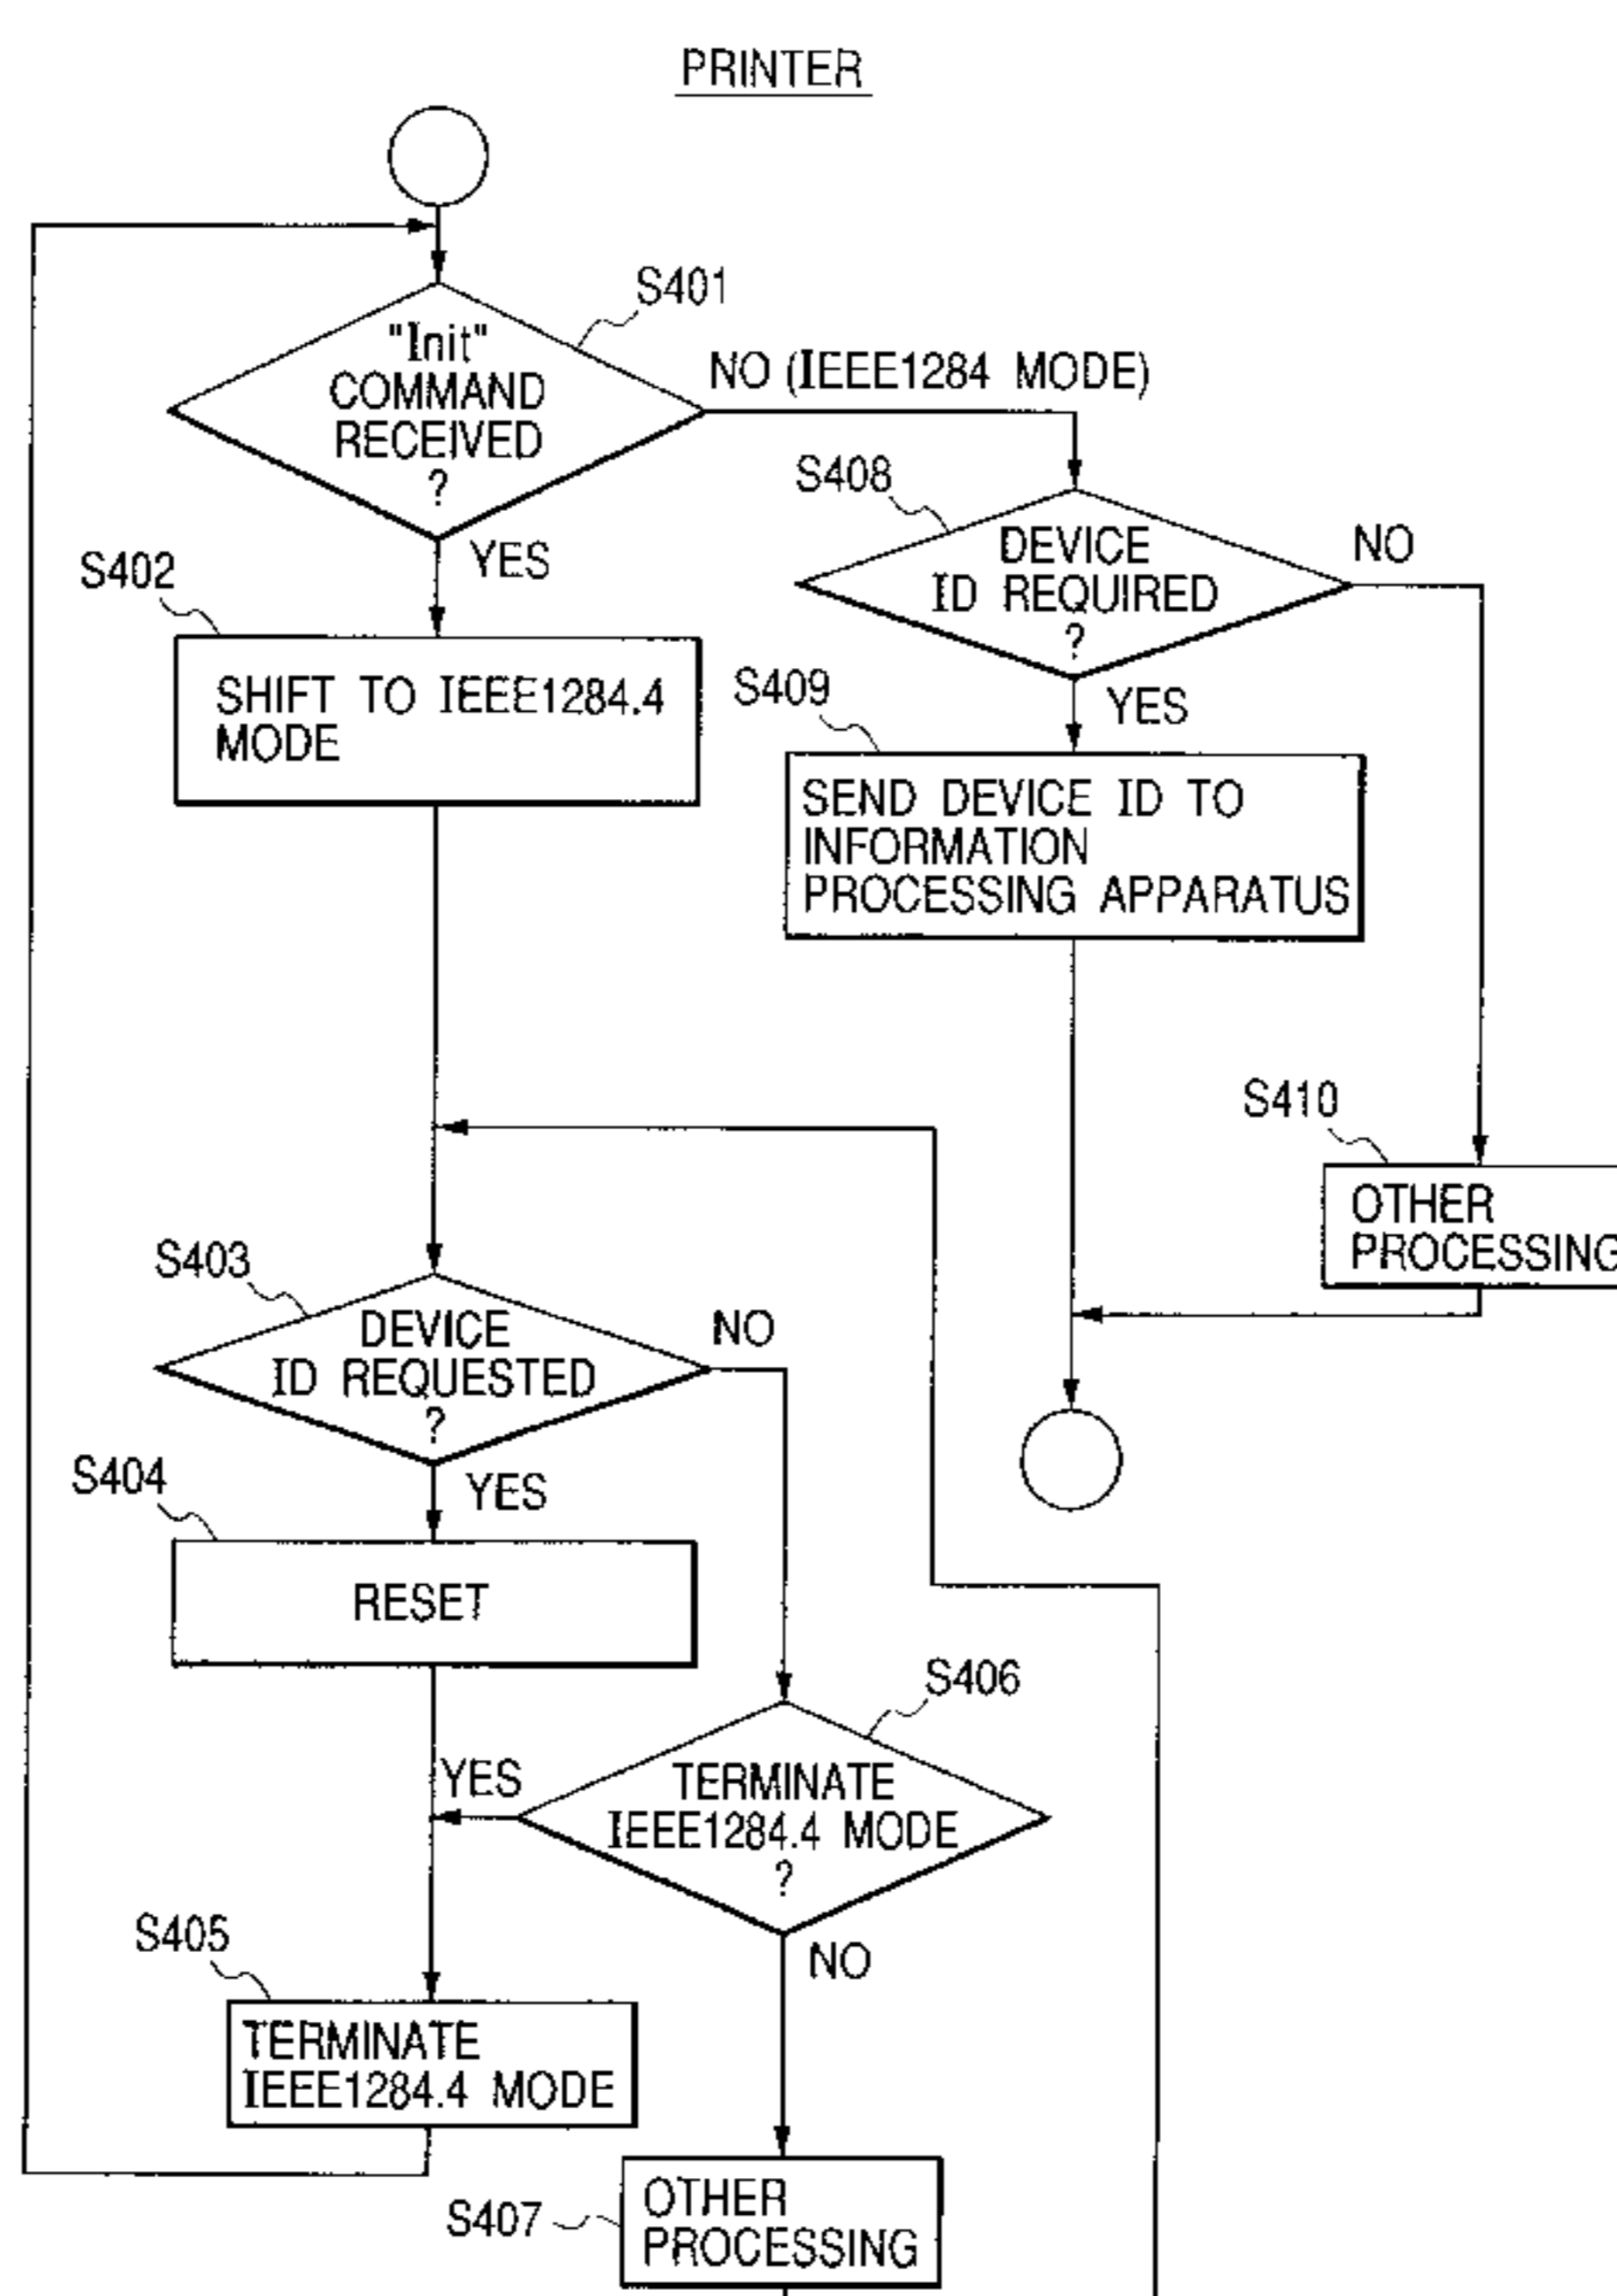 PRINTER
S401
"Init"
COMMAND
RECEIVED
?
NO (IEEE1284 MODE)
YES
S408
DEVICE
ID REQUIRED
?
NO
YES
S402
SHIFT TO IEEE1284.4
MODE
S409
SEND DEVICE ID TO
INFORMATION
PROCESSING APPARATUS
S410
OTHER
PROCESSING
S403
DEVICE
ID REQUESTED
?
NO
YES
S404
RESET
S406
TERMINATE
IEEE1284.4 MODE
?
YES
NO
S405
TERMINATE
IEEE1284.4 MODE
S407
OTHER
PROCESSING